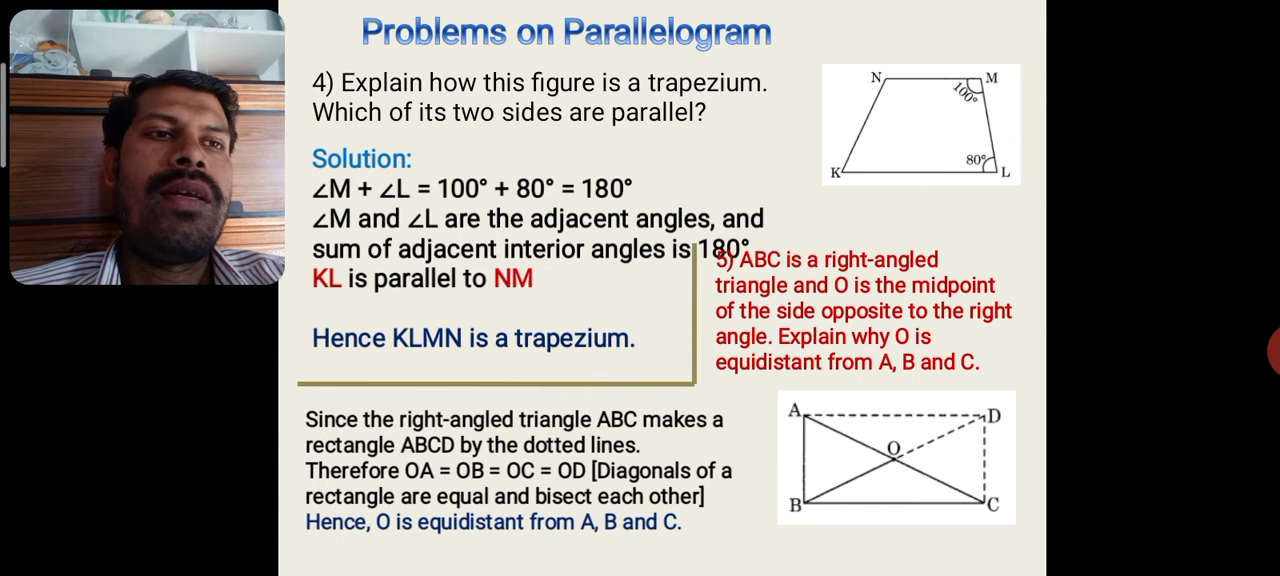 Problems on Parallelogram
4) Explain how this figure is a trapezium.
Which of its two sides are parallel?
N
M
100°
80°
K
L
Solution:
∠M + ∠L = 100° + 80° = 180°
∠M and ∠L are the adjacent angles, and
sum of adjacent interior angles is 180°
KL is parallel to NM
Hence KLMN is a trapezium.
5) ABC is a right-angled
triangle and O is the midpoint
of the side opposite to the right
angle. Explain why O is
equidistant from A, B and C.
Since the right-angled triangle ABC makes a
rectangle ABCD by the dotted lines.
Therefore OA = OB = OC = OD [Diagonals of a
rectangle are equal and bisect each other]
Hence, O is equidistant from A, B and C.
A
D
O
B
C